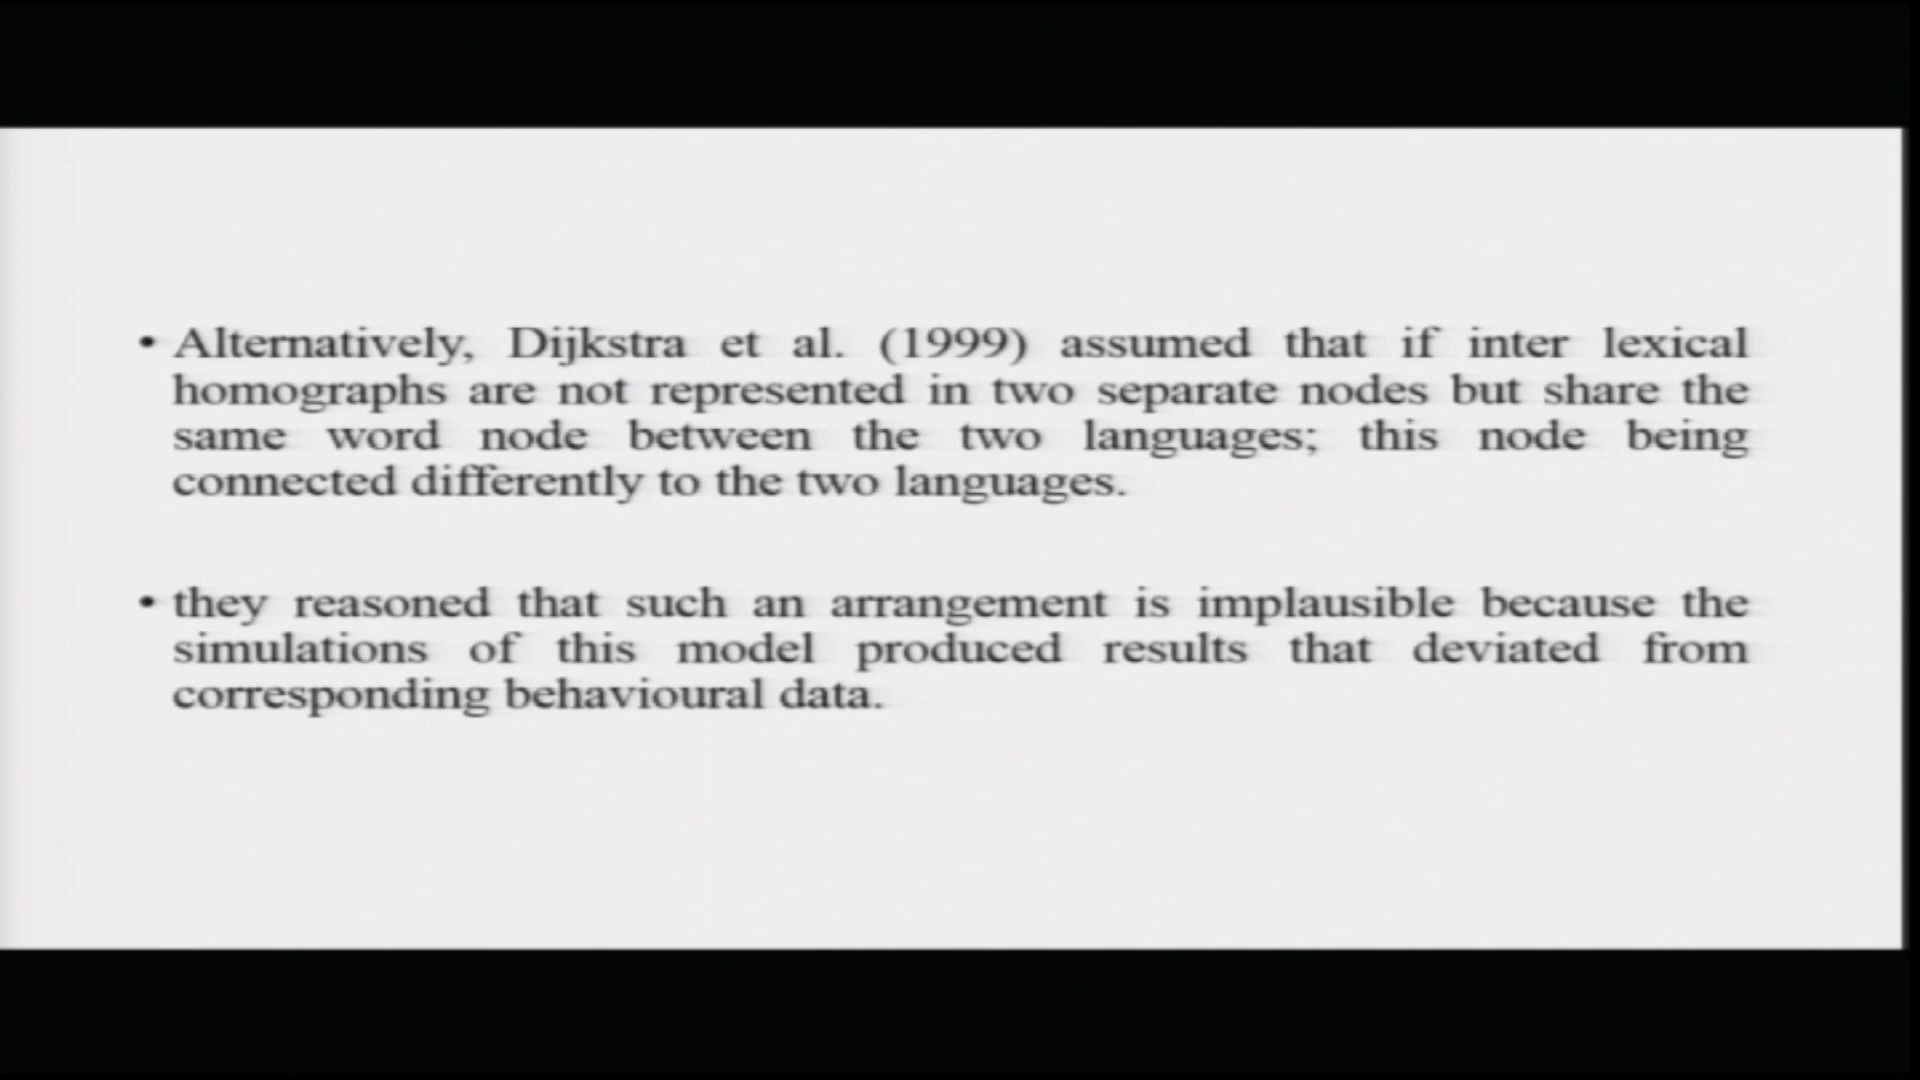 • Alternatively, Dijkstra et al. (1999) assumed that if inter lexical
homographs are not represented in two separate nodes but share the
same word node between the two languages; this node being
connected differently to the two languages.
• they reasoned that such an arrangement is implausible because the
simulations of this model produced results that deviated from
corresponding behavioural data.